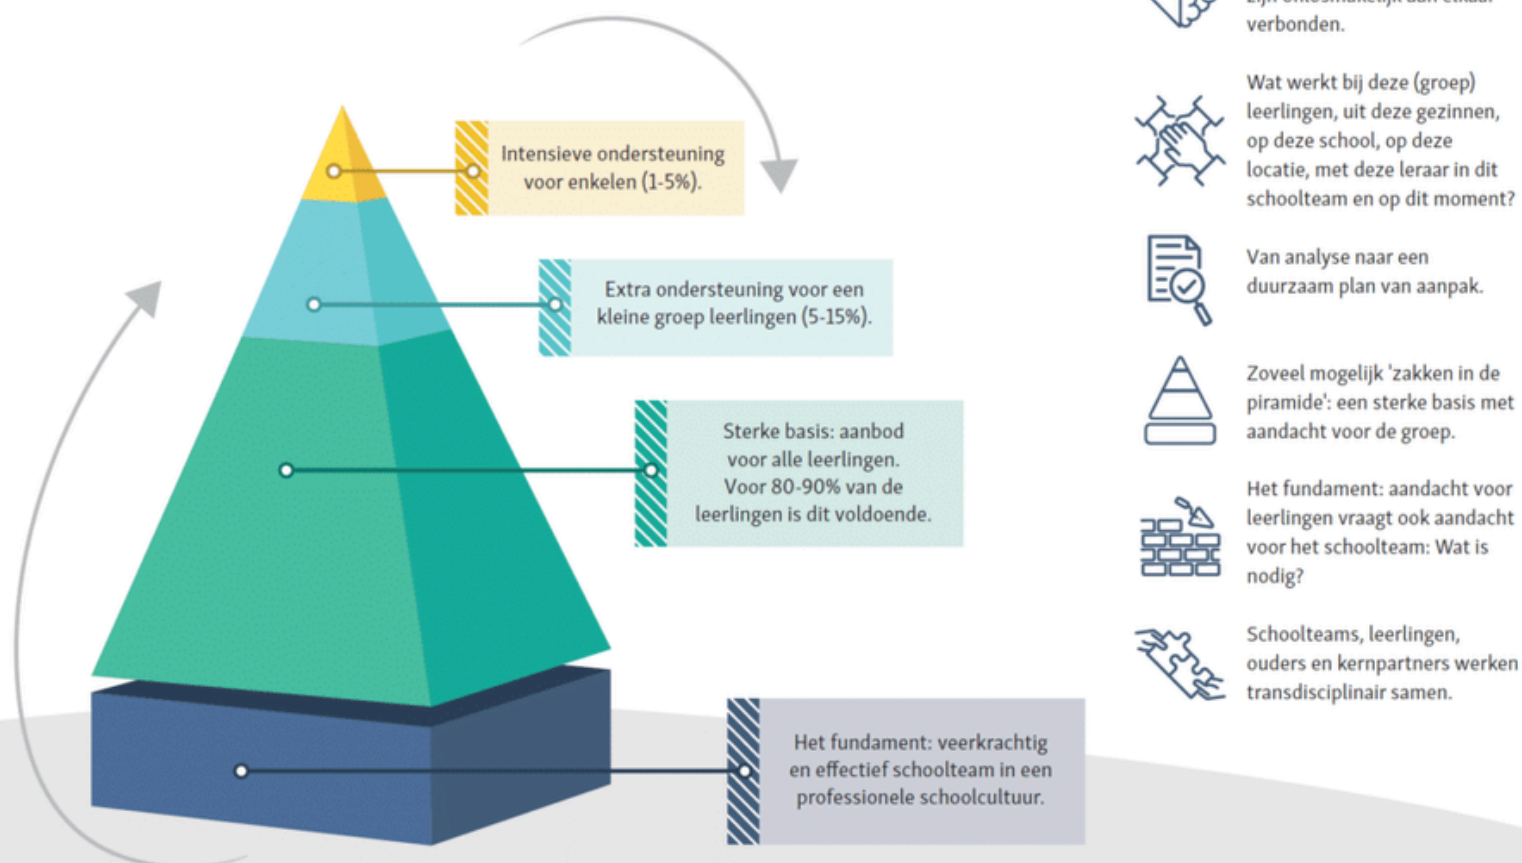 Intensieve ondersteuning
voor enkelen (1-5%).
Extra ondersteuning voor een
kleine groep leerlingen (5-15%).
Sterke basis: aanbod
voor alle leerlingen.
Voor 80-90% van de
leerlingen is dit voldoende.
Het fundament: veerkrachtig
en effectief schoolteam in een
professionele schoolcultuur.
verbonden.
Wat werkt bij deze (groep)
leerlingen, uit deze gezinnen,
op deze school, op deze
locatie, met deze leraar in dit
schoolteam en op dit moment?
Van analyse naar een
duurzaam plan van aanpak.
Zoveel mogelijk 'zakken in de
piramide': een sterke basis met
aandacht voor de groep.
Het fundament: aandacht voor
leerlingen vraagt ook aandacht
voor het schoolteam: Wat is
nodig?
Schoolteams, leerlingen,
ouders en kernpartners werken
transdisciplinair samen.